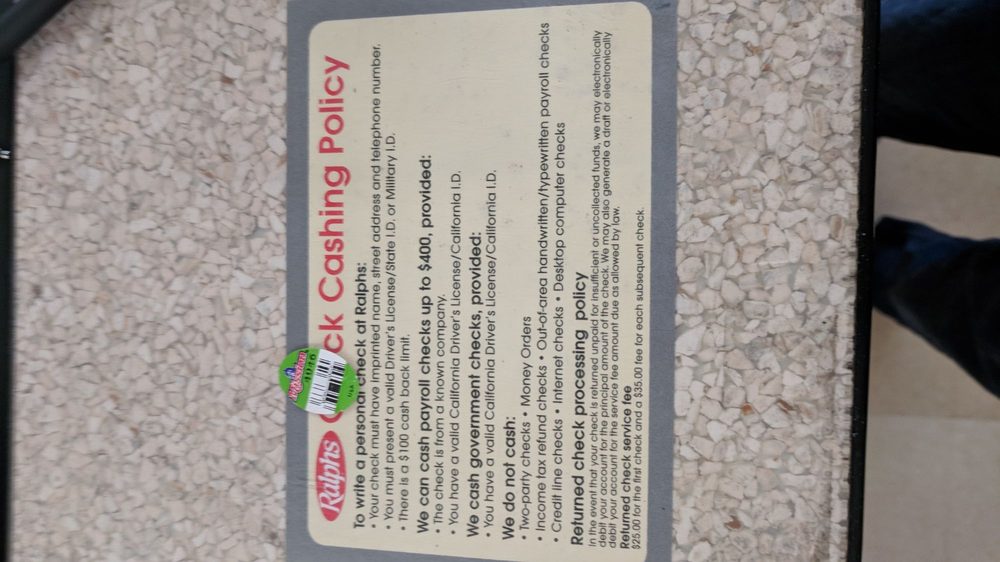 Ralphs Check Cashing Policy
To write a personal check at Ralphs:
• Your check must have imprinted name, street address and telephone number.
• You must present a valid Driver's License/State I.D. or Military I.D.
• There is a $100 cash back limit.
We can cash payroll checks up to $400, provided:
• The check is from a known company.
• You have a valid California Driver's License/California I.D.
We cash government checks, provided:
• You have a valid California Driver's License/California I.D.
We do not cash:
• Two-party checks • Money Orders
• Income tax refund checks • Out-of-area handwritten/typewritten payroll checks
• Credit line checks • Internet checks • Desktop computer checks
Returned check processing policy
In the event that your check is returned unpaid for insufficient or uncollected funds, we may electronically
debit your account for the principal amount of the check. We may also generate a draft or electronically
debit your account for the service fee amount due as allowed by law.
Returned check service fee
$25.00 for the first check and a $35.00 fee for each subsequent check.
USA